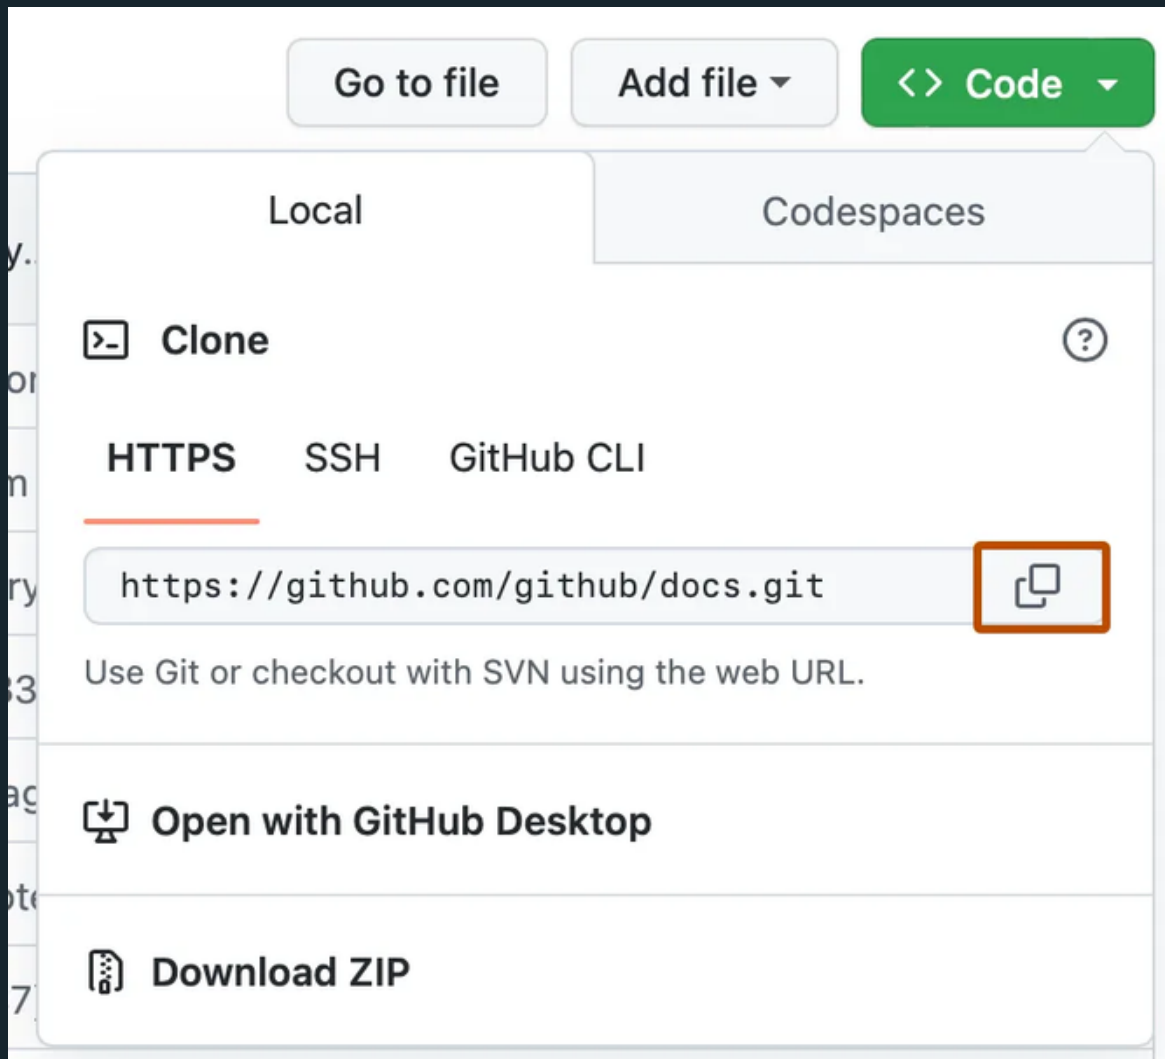 Go to file Add file Code
Local Codespaces
Clone
HTTPS SSH GitHub CLI
https://github.com/github/docs.git
Use Git or checkout with SVN using the web URL.
Open with GitHub Desktop
Download ZIP